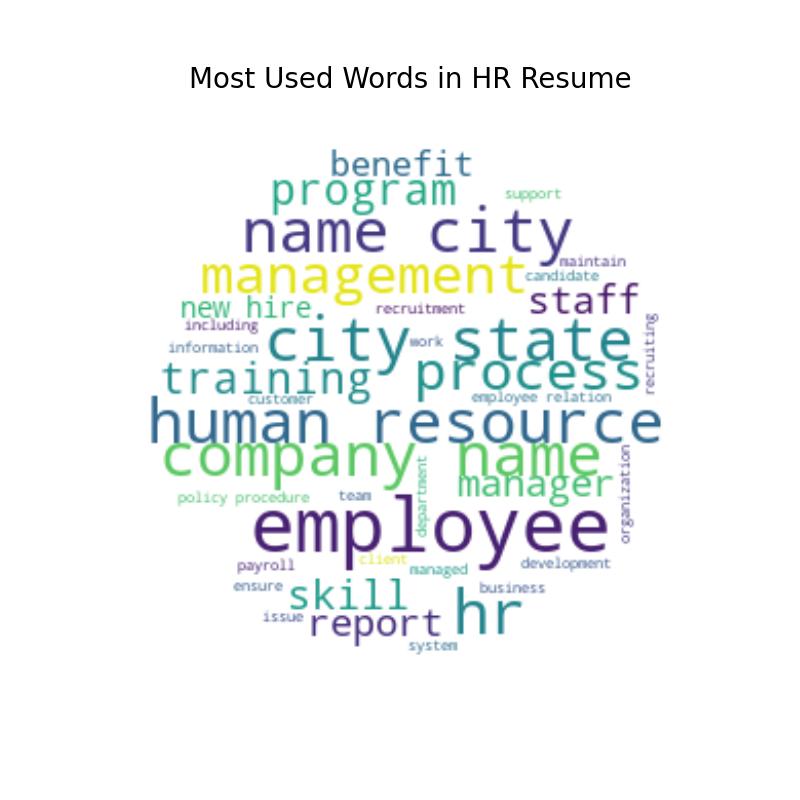 Most Used Words in HR Resume
benefit
program
support
name city
maintain
management
candidate
staff
new hire
recruitment
including
recruiting
city state
work
information
process
training
customer
employee relation
human resource
company name
manager
organization
department
policy procedure
team
employee
client
payroll
managed
development
ensure
business
skill
hr
issue
report
system